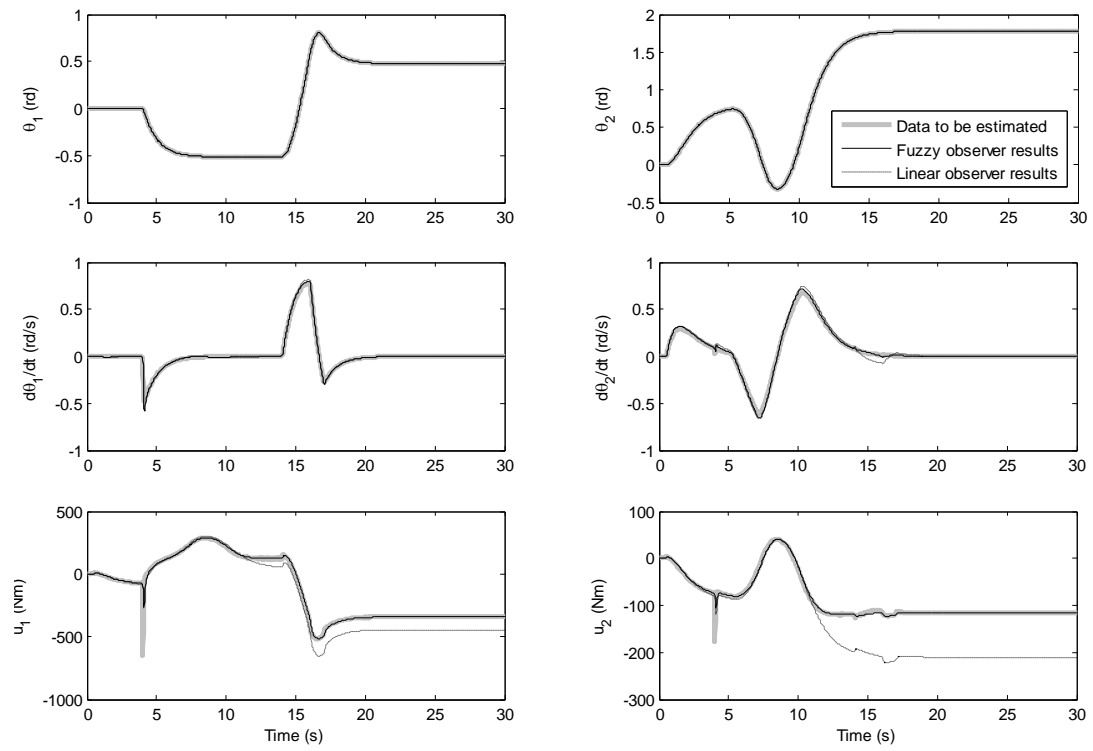 1
0.5
0
-0.5
-1
0 5 10 15 20 25 30
θ1 (rd)
2
1.5
1
0.5
0
-0.5
0 5 10 15 20 25 30
θ2 (rd)
Data to be estimated
Fuzzy observer results
Linear observer results
1
0.5
0
-0.5
-1
0 5 10 15 20 25 30
dθ1/dt (rd/s)
1
0.5
0
-0.5
-1
0 5 10 15 20 25 30
dθ2/dt (rd/s)
500
0
-500
-1000
0 5 10 15 20 25 30
u1 (Nm)
Time (s)
100
0
-100
-200
-300
0 5 10 15 20 25 30
u2 (Nm)
Time (s)